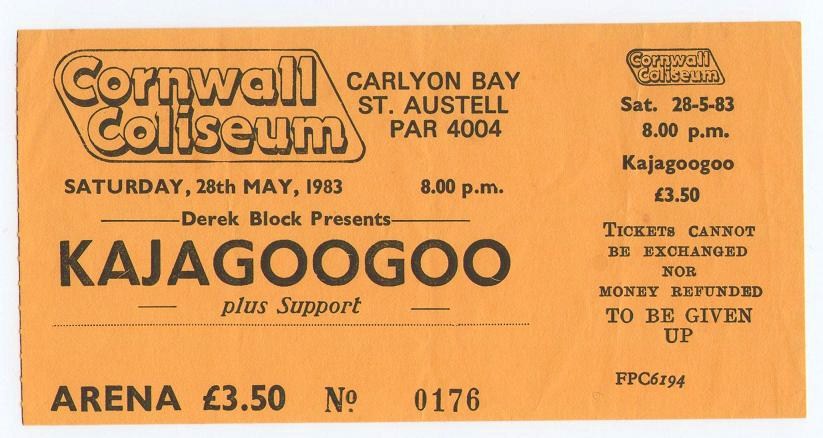 Cornwall
Coliseum
CARLYON BAY
ST. AUSTELL
PAR 4004
SATURDAY, 28th MAY, 1983 8.00 p.m.
Derek Block Presents
KAJAGOOGOO
plus Support
ARENA £3.50 Nº 0176
Cornwall
Coliseum
Sat. 28-5-83
8.00 p.m.
Kajagoogoo
£3.50
TICKETS CANNOT
BE EXCHANGED
NOR
MONEY REFUNDED
TO BE GIVEN
UP
FPC6194